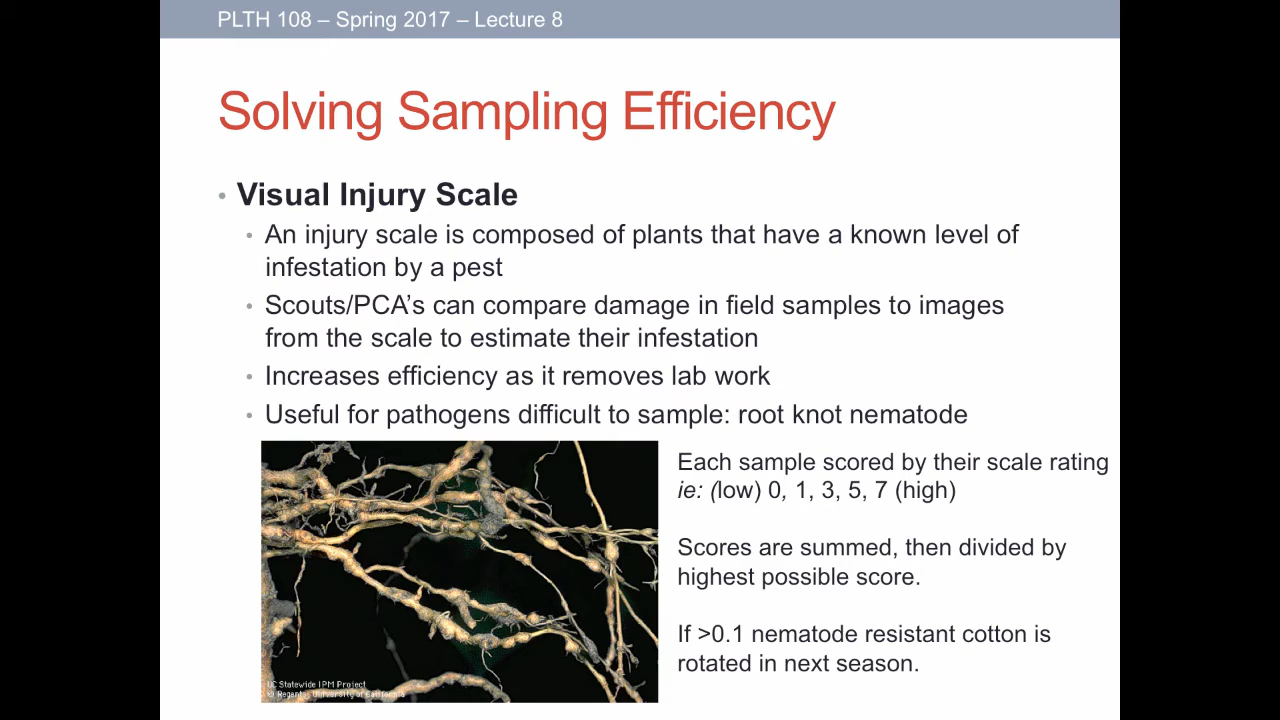 PLTH 108 – Spring 2017 – Lecture 8
Solving Sampling Efficiency
• Visual Injury Scale
• An injury scale is composed of plants that have a known level of
infestation by a pest
• Scouts/PCA’s can compare damage in field samples to images
from the scale to estimate their infestation
• Increases efficiency as it removes lab work
• Useful for pathogens difficult to sample: root knot nematode
Each sample scored by their scale rating
ie: (low) 0, 1, 3, 5, 7 (high)
Scores are summed, then divided by
highest possible score.
If >0.1 nematode resistant cotton is
rotated in next season.
UC Statewide IPM Project
© Regents, University of California